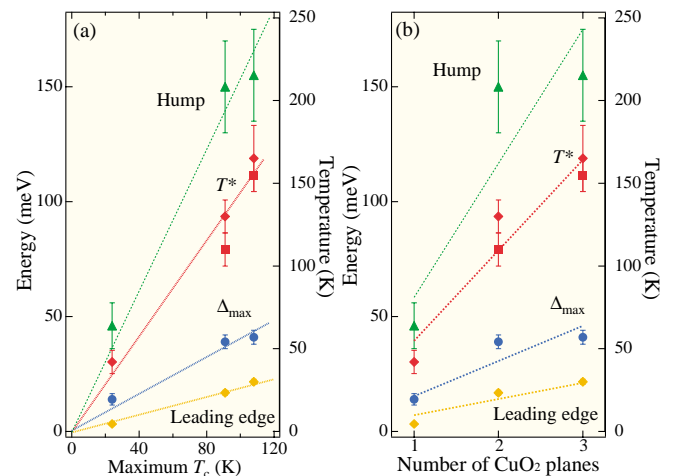 (a)
(b)
Hump
T*
Δmax
Leading edge
Energy (meV)
150
100
50
0
Temperature (K)
250
200
150
100
50
0
0 40 80 120
Maximum Tc (K)
Hump
T*
Δmax
Leading edge
Energy (meV)
150
100
50
0
Temperature (K)
250
200
150
100
50
0
1 2 3
Number of CuO2 planes